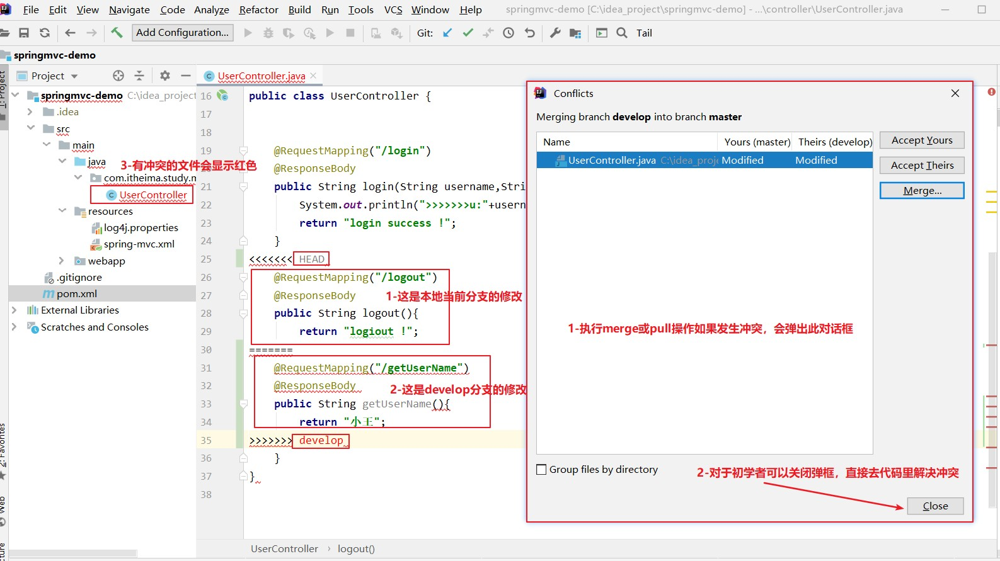 File Edit View Navigate Code Analyze Refactor Build Run Tools VCS Window Help springmvc-demo [C:\idea_project\springmvc-demo] - ...\controller\UserController.java
Add Configuration... Git: Tail
springmvc-demo
Project
UserController.java
1: Project
springmvc-demo C:\idea_project
.idea
src
main
java
3-有冲突的文件会显示红色
com.itheima.study.m
UserController
resources
log4j.properties
spring-mvc.xml
webapp
.gitignore
pom.xml
External Libraries
Scratches and Consoles
2: Favorites
Web
16 public class UserController {
17
18
19 @RequestMapping("/login")
@ResponseBody
21 public String login(String username,Stri
22 System.out.println(">>>>>>>u:"+usern
23 return "login success !";
24 }
25 <<<<<<< HEAD
26 @RequestMapping("/logout")
27 @ResponseBody
1-这是本地当前分支的修改
28 public String logout(){
29 return "logiout !";
30 =======
31 @RequestMapping("/getUserName")
32 @ResponseBody
2-这是develop分支的修改
33 public String getUserName(){
34 return "小王";
35 >>>>>>> develop
36 }
37 }
38
UserController › logout()
Conflicts
Merging branch develop into branch master
Name Yours (master) Theirs (develop)
UserController.java C:\idea_proje Modified Modified
Accept Yours
Accept Theirs
Merge...
1-执行merge或pull操作如果发生冲突，会弹出此对话框
Group files by directory
2-对于初学者可以关闭弹框，直接去代码里解决冲突
Close